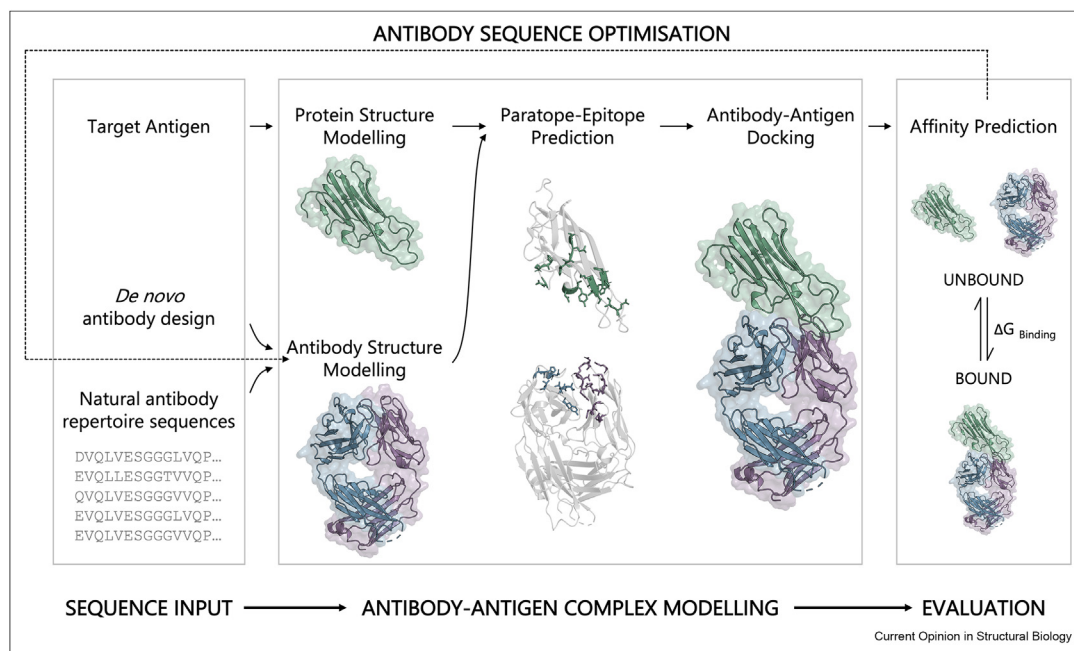 ANTIBODY SEQUENCE OPTIMISATION
Target Antigen
Protein Structure
Modelling
Paratope-Epitope
Prediction
Antibody-Antigen
Docking
Affinity Prediction
De novo
antibody design
Antibody Structure
Modelling
Natural antibody
repertoire sequences
DVQLVESGGGLVQP...
EVQLLESGGTVVQP...
QVQLVESGGGVVQP...
EVQLVESGGGLVQP...
EVQLVESGGGVVQP...
UNBOUND
ΔG Binding
BOUND
SEQUENCE INPUT
ANTIBODY-ANTIGEN COMPLEX MODELLING
EVALUATION
Current Opinion in Structural Biology